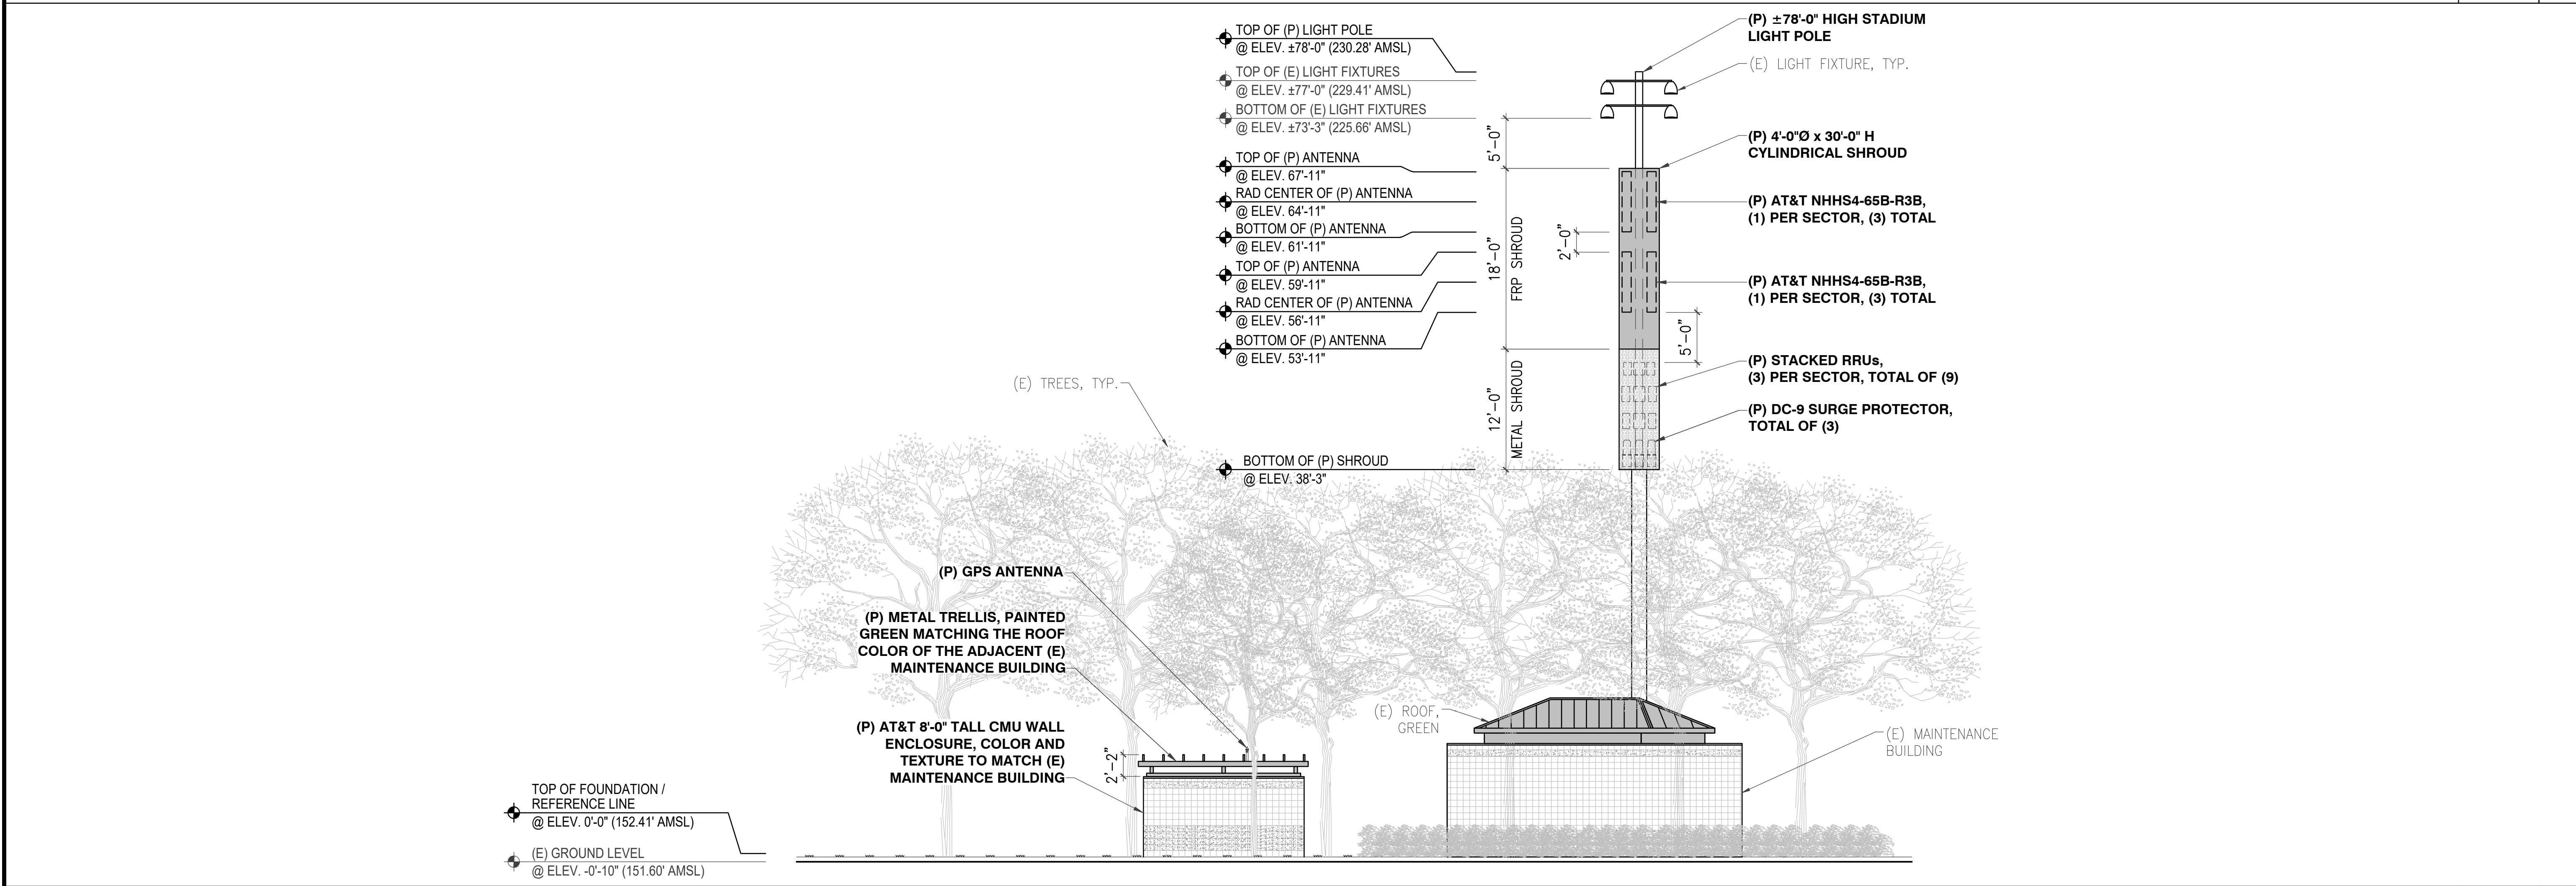 TOP OF (P) LIGHT POLE
@ ELEV. ±78'-0" (230.28' AMSL)
TOP OF (E) LIGHT FIXTURES
@ ELEV. ±77'-0" (229.41' AMSL)
BOTTOM OF (E) LIGHT FIXTURES
@ ELEV. ±73'-3" (225.66' AMSL)
TOP OF (P) ANTENNA
@ ELEV. 67'-11"
RAD CENTER OF (P) ANTENNA
@ ELEV. 64'-11"
BOTTOM OF (P) ANTENNA
@ ELEV. 61'-11"
TOP OF (P) ANTENNA
@ ELEV. 59'-11"
RAD CENTER OF (P) ANTENNA
@ ELEV. 56'-11"
BOTTOM OF (P) ANTENNA
@ ELEV. 53'-11"
BOTTOM OF (P) SHROUD
@ ELEV. 38'-3"
5'-0"
18'-0"
FRP SHROUD
12'-0"
METAL SHROUD
2'-0"
5'-0"
(P) ±78'-0" HIGH STADIUM
LIGHT POLE
(E) LIGHT FIXTURE, TYP.
(P) 4'-0"Ø x 30'-0" H
CYLINDRICAL SHROUD
(P) AT&T NHHS4-65B-R3B,
(1) PER SECTOR, (3) TOTAL
(P) AT&T NHHS4-65B-R3B,
(1) PER SECTOR, (3) TOTAL
(P) STACKED RRUs,
(3) PER SECTOR, TOTAL OF (9)
(P) DC-9 SURGE PROTECTOR,
TOTAL OF (3)
(E) TREES, TYP.
(P) GPS ANTENNA
(P) METAL TRELLIS, PAINTED
GREEN MATCHING THE ROOF
COLOR OF THE ADJACENT (E)
MAINTENANCE BUILDING
(P) AT&T 8'-0" TALL CMU WALL
ENCLOSURE, COLOR AND
TEXTURE TO MATCH (E)
MAINTENANCE BUILDING
2'-2"
(E) ROOF,
GREEN
(E) MAINTENANCE
BUILDING
TOP OF FOUNDATION /
REFERENCE LINE
@ ELEV. 0'-0" (152.41' AMSL)
(E) GROUND LEVEL
@ ELEV. -0'-10" (151.60' AMSL)